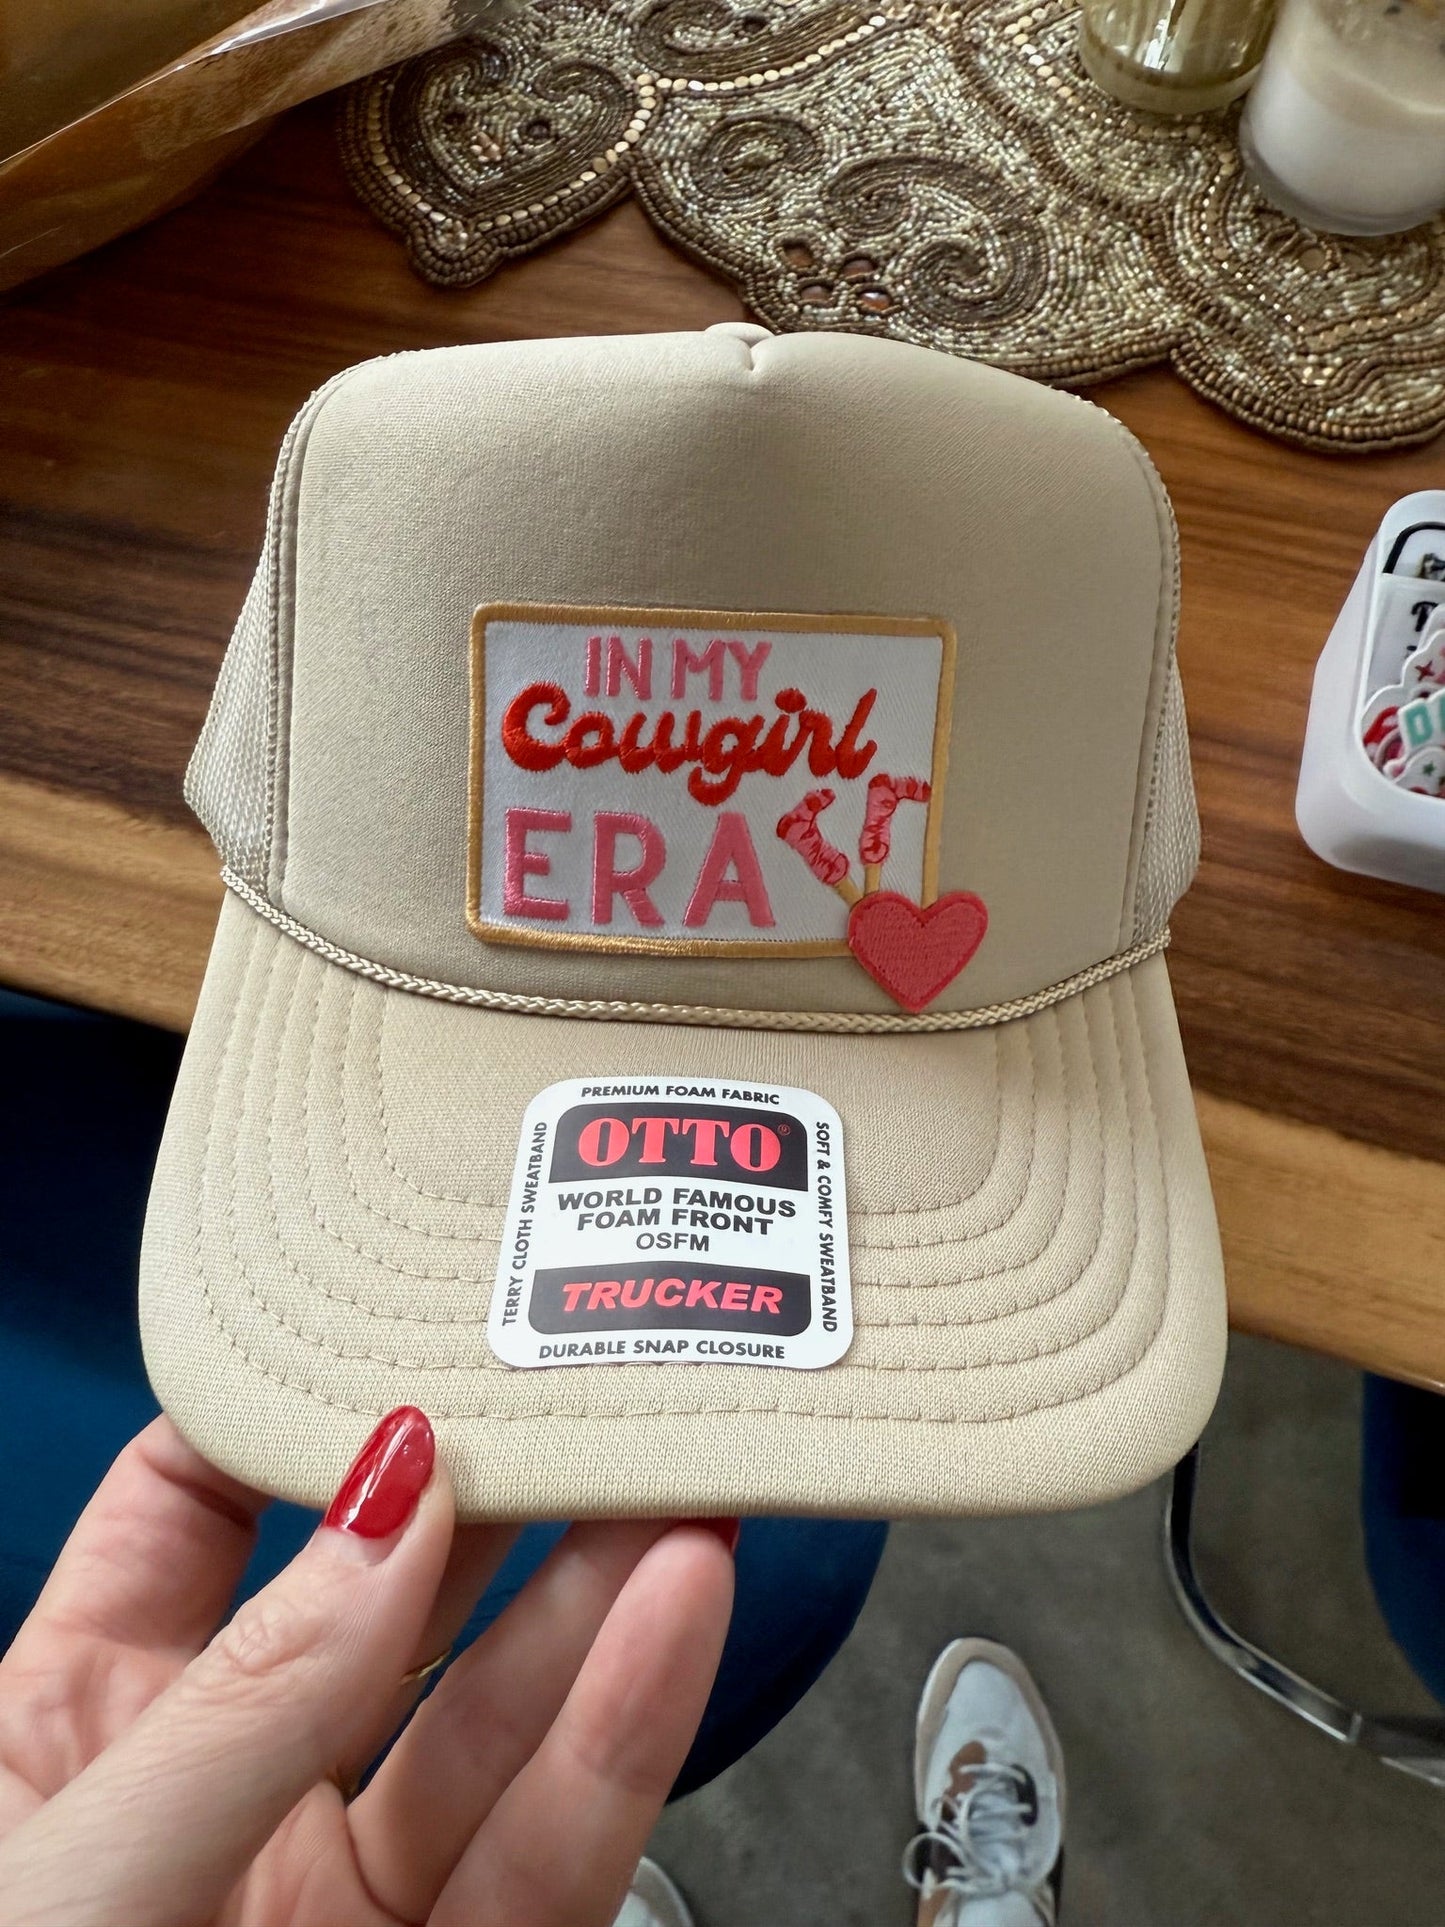 IN MY
Cowgirl
ERA
PREMIUM FOAM FABRIC
OTTO®
WORLD FAMOUS
FOAM FRONT
OSFM
TRUCKER
DURABLE SNAP CLOSURE
TERRY CLOTH SWEATBAND
SOFT & COMFY SWEATBAND